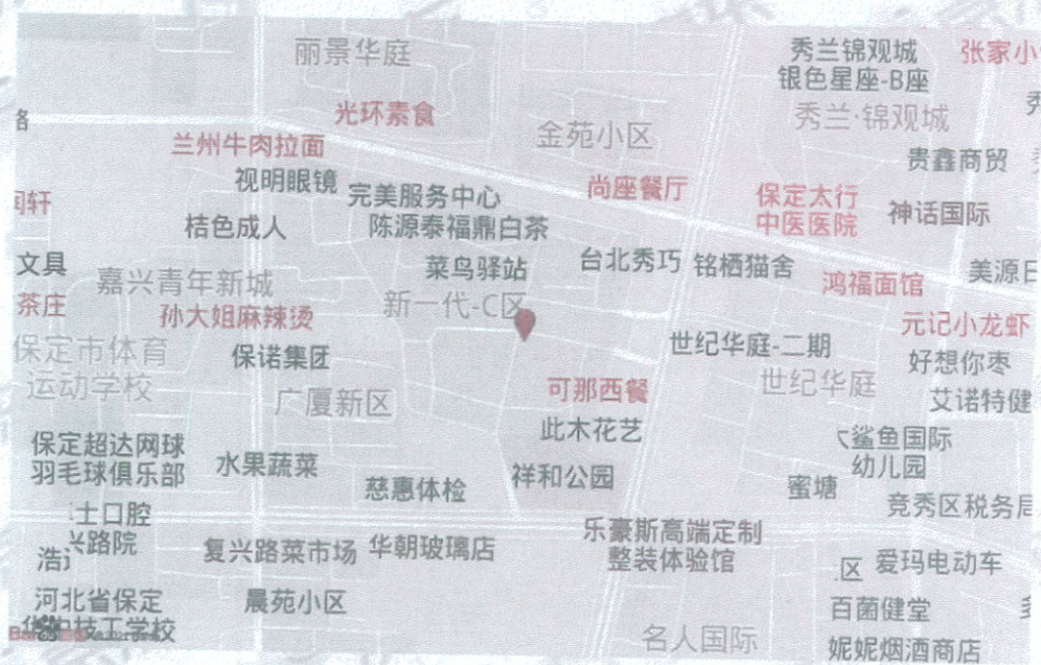 丽景华庭
秀兰锦观城
银色星座-B座
张家小
秀
路
光环素食
金苑小区
秀兰·锦观城
兰州牛肉拉面
贵鑫商贸
视明眼镜
完美服务中心
尚座餐厅
保定太行
中医医院
神话国际
闰轩
桔色成人
陈源泰福鼎白茶
文具
嘉兴青年新城
菜鸟驿站
台北秀巧
铭栖猫舍
鸿福面馆
美源日
茶庄
孙大姐麻辣烫
新一代-C区
元记小龙虾
保定市体育
运动学校
保诺集团
世纪华庭-二期
好想你枣
广厦新区
可那西餐
世纪华庭
艾诺特健
此木花艺
保定超达网球
羽毛球俱乐部
水果蔬菜
慈惠体检
祥和公园
大鲨鱼国际
幼儿园
蜜塘
竞秀区税务局
士口腔
兴路院
浩
复兴路菜市场
华朝玻璃店
乐豪斯高端定制
整装体验馆
区
爱玛电动车
河北省保定
技工学校
晨苑小区
百菌健堂
名人国际
妮妮烟酒商店